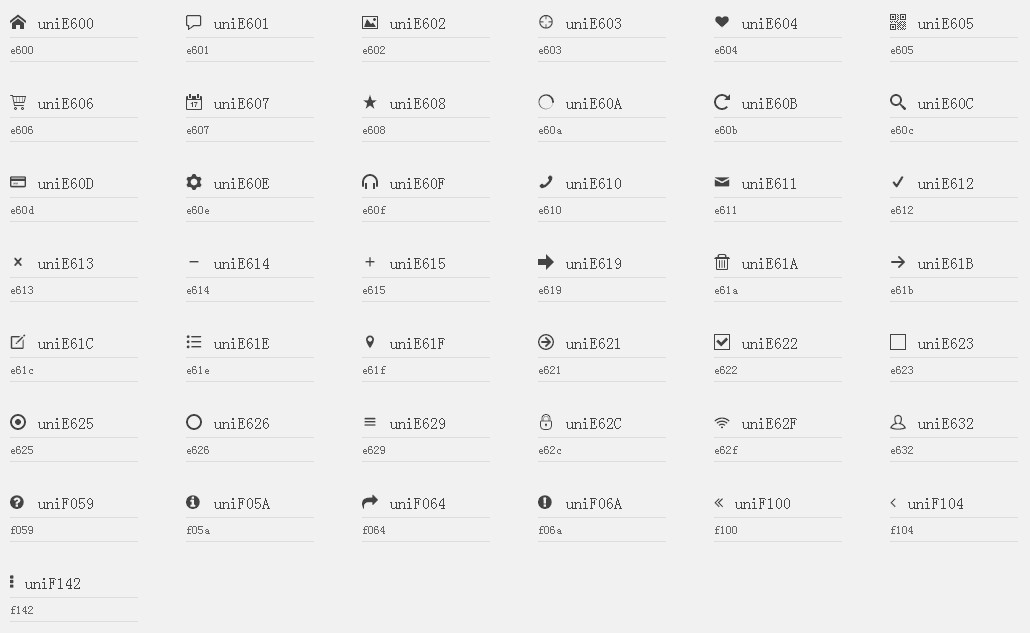 uniE600 uniE601 uniE602 uniE603 uniE604 uniE605
e600 e601 e602 e603 e604 e605
uniE606 17 uniE607 uniE608 uniE60A uniE60B uniE60C
e606 e607 e608 e60a e60b e60c
uniE60D uniE60E uniE60F uniE610 uniE611 uniE612
e60d e60e e60f e610 e611 e612
uniE613 uniE614 uniE615 uniE619 uniE61A uniE61B
e613 e614 e615 e619 e61a e61b
uniE61C uniE61E uniE61F uniE621 uniE622 uniE623
e61c e61e e61f e621 e622 e623
uniE625 uniE626 uniE629 uniE62C uniE62F uniE632
e625 e626 e629 e62c e62f e632
uniF059 uniF05A uniF064 uniF06A uniF100 uniF104
f059 f05a f064 f06a f100 f104
uniF142
f142